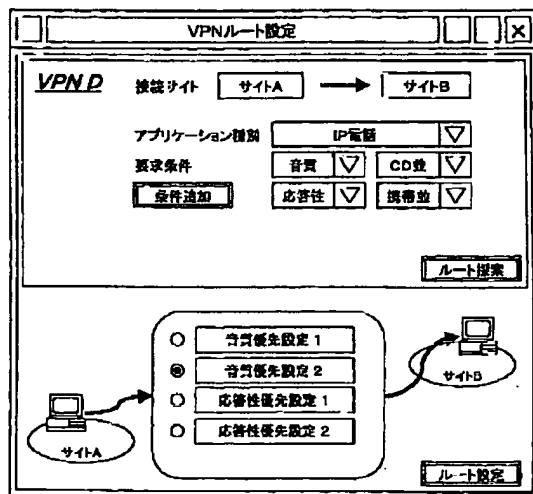 VPNルート設定
VPN D 接続サイト サイトA サイトB
アプリケーション種別 IP電話
要求条件 音質 CD並
条件追加 応答性 携帯並
ルート探索
音質優先設定 1
音質優先設定 2
応答性優先設定 1
応答性優先設定 2
サイトB
サイトA
ルート設定